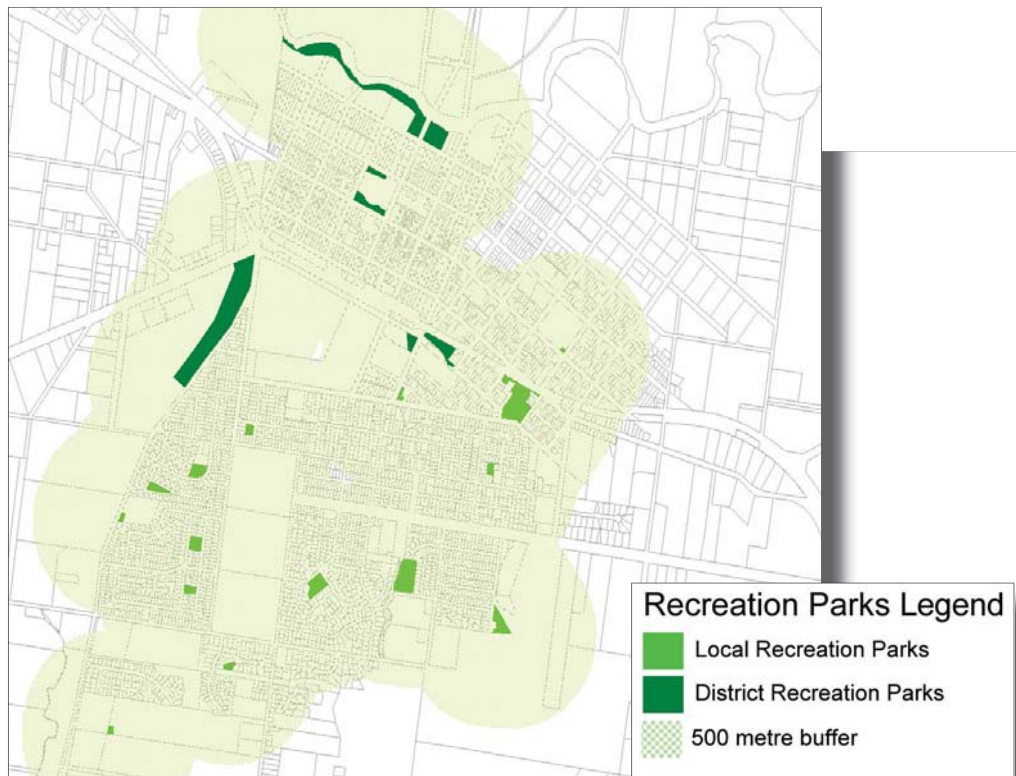 Recreation Parks Legend
Local Recreation Parks
District Recreation Parks
500 metre buffer